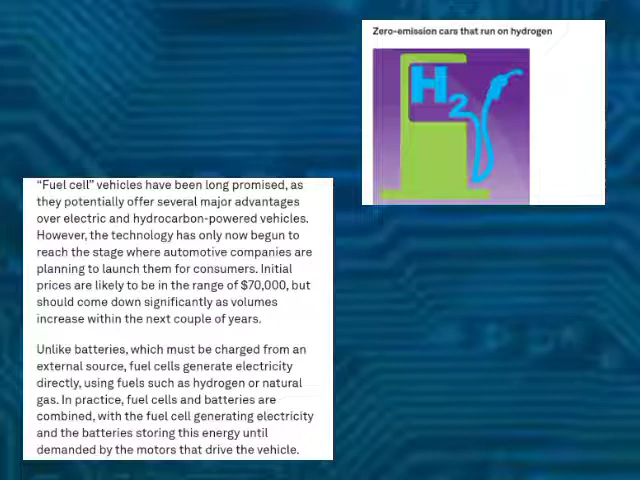 Zero-emission cars that run on hydrogen
H2
“Fuel cell” vehicles have been long promised, as
they potentially offer several major advantages
over electric and hydrocarbon-powered vehicles.
However, the technology has only now begun to
reach the stage where automotive companies are
planning to launch them for consumers. Initial
prices are likely to be in the range of $70,000, but
should come down significantly as volumes
increase within the next couple of years.
Unlike batteries, which must be charged from an
external source, fuel cells generate electricity
directly, using fuels such as hydrogen or natural
gas. In practice, fuel cells and batteries are
combined, with the fuel cell generating electricity
and the batteries storing this energy until
demanded by the motors that drive the vehicle.